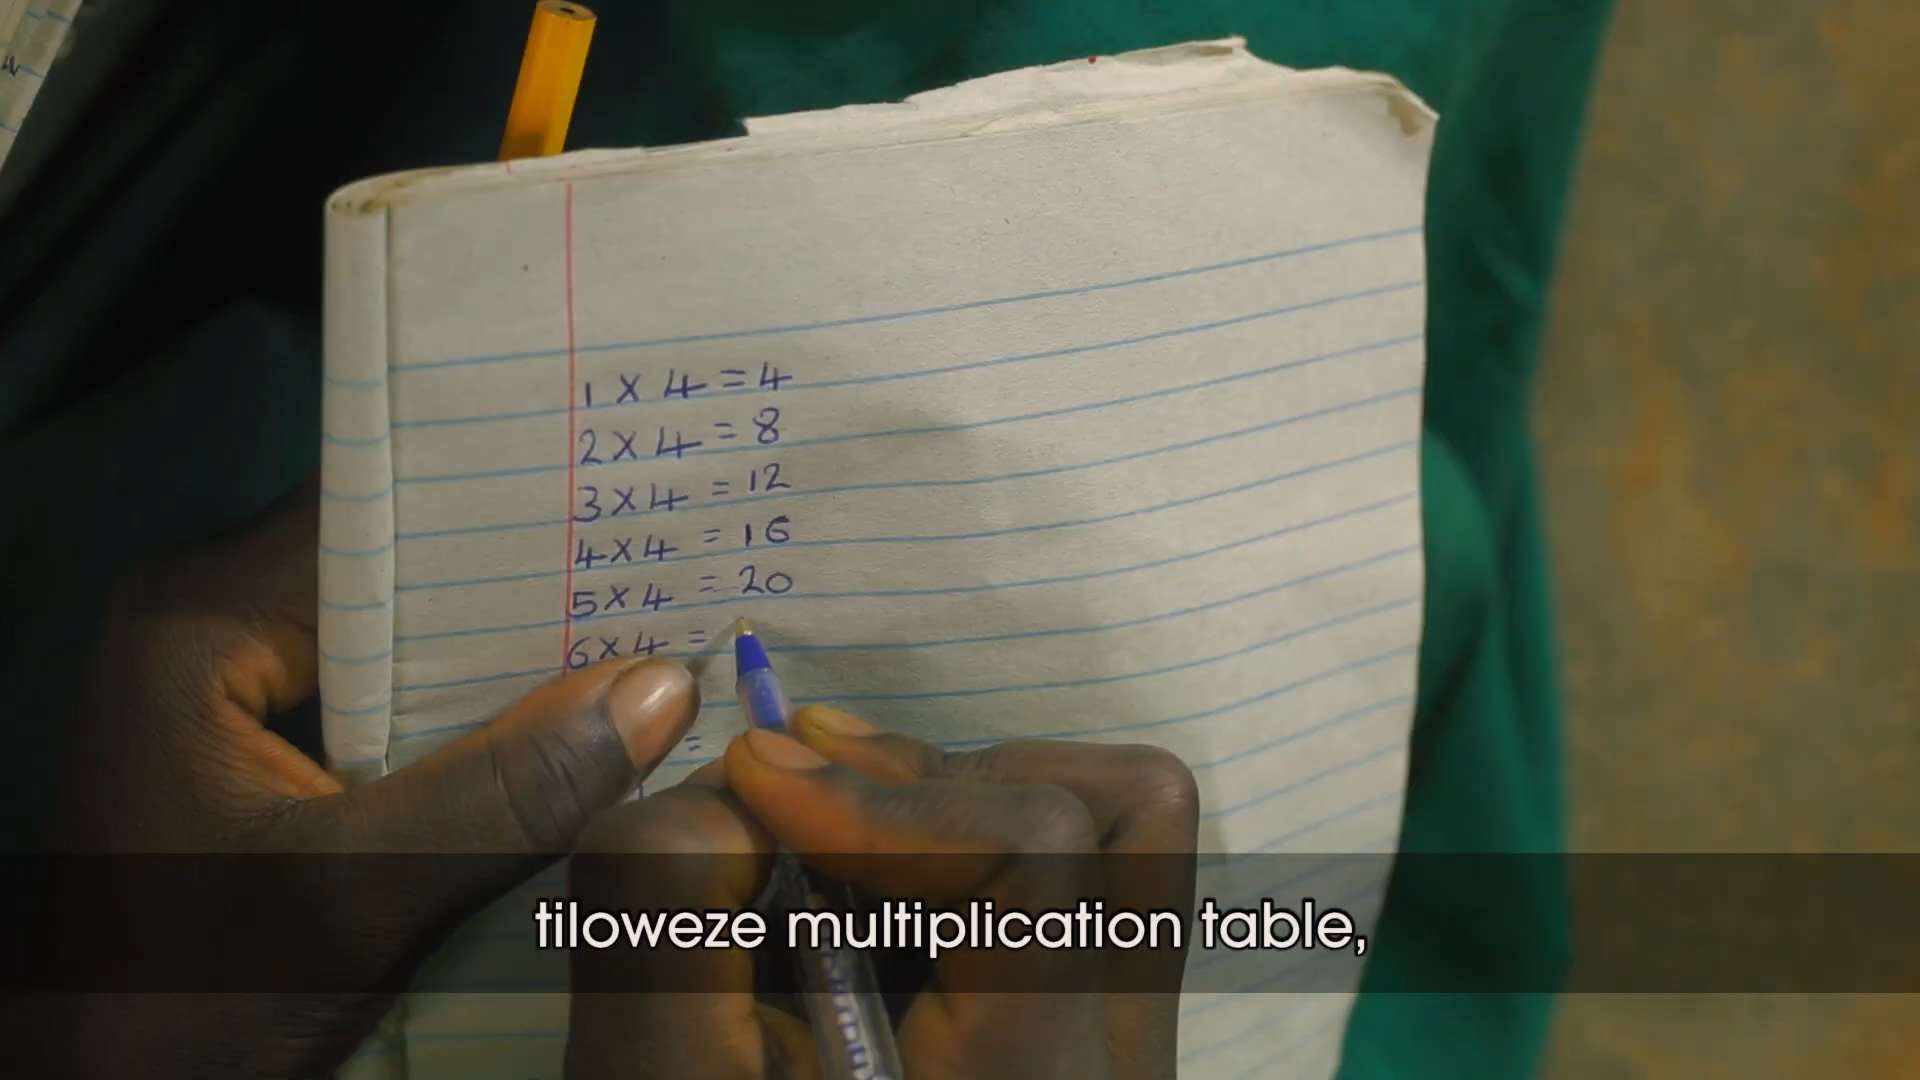 1 × 4 = 4
2 × 4 = 8
3 × 4 = 12
4 × 4 = 16
5 × 4 = 20
6 × 4 =
=
tiloweze multiplication table,